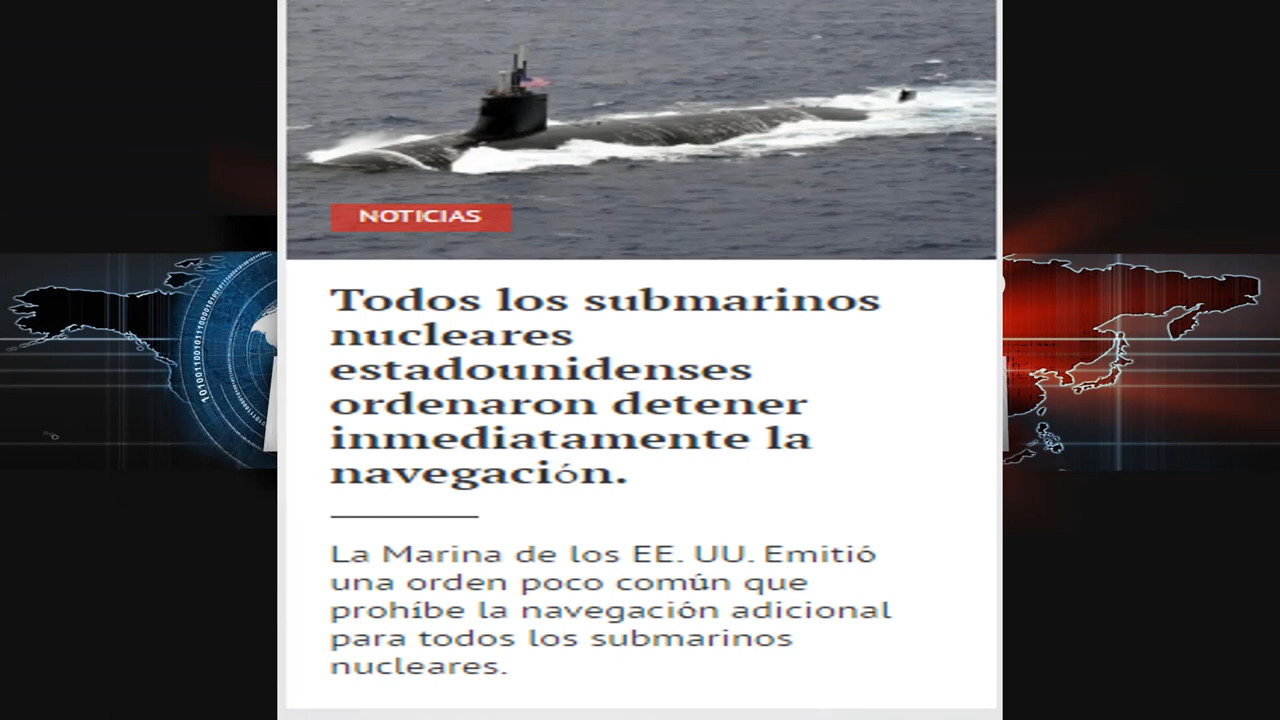 NOTICIAS
Todos los submarinos
nucleares
estadounidenses
ordenaron detener
inmediatamente la
navegación.
La Marina de los EE. UU. Emitió
una orden poco común que
prohíbe la navegación adicional
para todos los submarinos
nucleares.